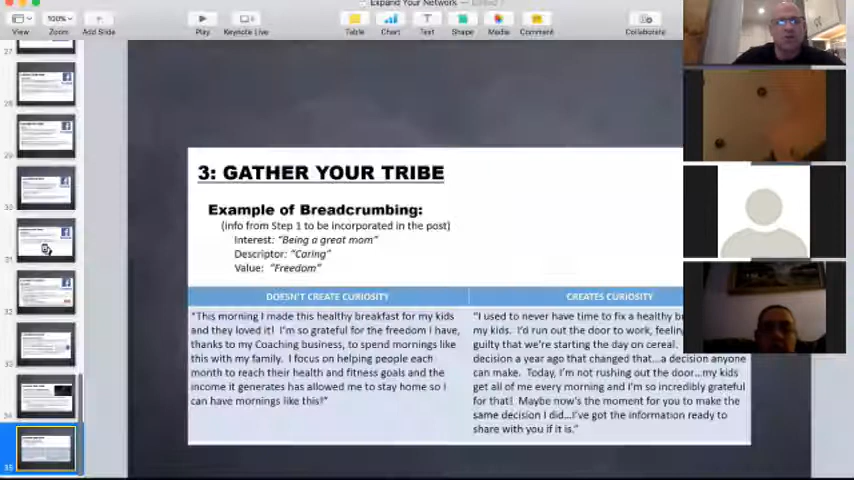 Expand Your Network
View
100%
Zoom
Add Slide
Play
Keynote Live
Table
Chart
Text
Shape
Media
Comment
Collaborate
27
28
29
30
31
32
33
34
35
3: GATHER YOUR TRIBE
Example of Breadcrumbing:
(info from Step 1 to be incorporated in the post)
Interest: "Being a great mom"
Descriptor: "Caring"
Value: "Freedom"
DOESN'T CREATE CURIOSITY
"This morning I made this healthy breakfast for my kids
and they loved it! I'm so grateful for the freedom I have,
thanks to my Coaching business, to spend mornings like
this with my family. I focus on helping people each
month to reach their health and fitness goals and the
income it generates has allowed me to stay home so I
can have mornings like this!"
CREATES CURIOSITY
"I used to never have time to fix a healthy
my kids. I'd run out the door to work,
guilty that we're starting the day on cereal.
decision a year ago that changed that...a decision anyone
can make. Today, I'm not rushing out the door...my kids
get all of me every morning and I'm so incredibly grateful
for that! Maybe now's the moment for you to make the
same decision I did...I've got the information ready to
share with you if it is."